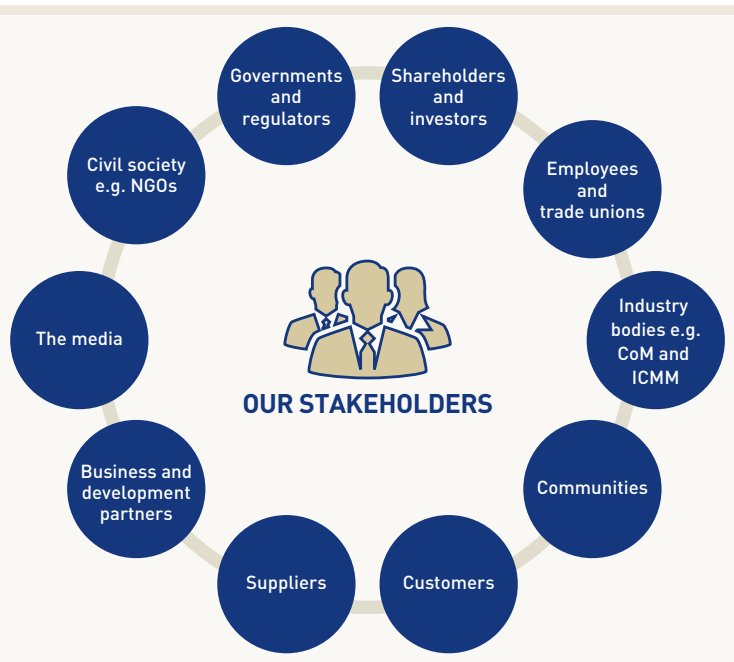 Governments
and
regulators
Shareholders
and
investors
Civil society
e.g. NGOs
Employees
and
trade unions
The media
Industry
bodies e.g.
CoM and
ICMM
OUR STAKEHOLDERS
Business and
development
partners
Communities
Suppliers
Customers